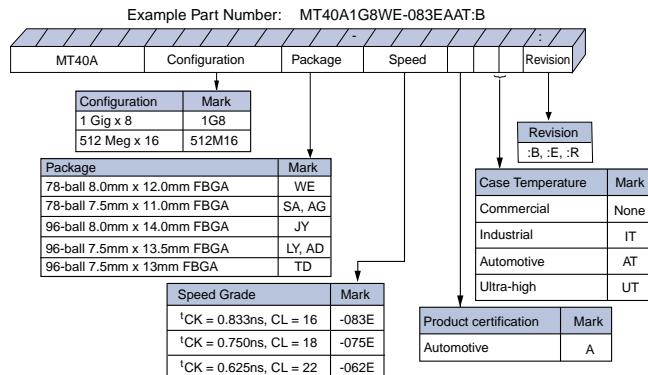 Example Part Number: MT40A1G8WE-083EAAT:B
- :
MT40A Configuration Package Speed Revision
Configuration Mark
1 Gig x 8 1G8
512 Meg x 16 512M16
Package Mark
78-ball 8.0mm x 12.0mm FBGA WE
78-ball 7.5mm x 11.0mm FBGA SA, AG
96-ball 8.0mm x 14.0mm FBGA JY
96-ball 7.5mm x 13.5mm FBGA LY, AD
96-ball 7.5mm x 13mm FBGA TD
Speed Grade Mark
tCK = 0.833ns, CL = 16 -083E
tCK = 0.750ns, CL = 18 -075E
tCK = 0.625ns, CL = 22 -062E
Revision
:B, :E, :R
Case Temperature Mark
Commercial None
Industrial IT
Automotive AT
Ultra-high UT
Product certification Mark
Automotive A